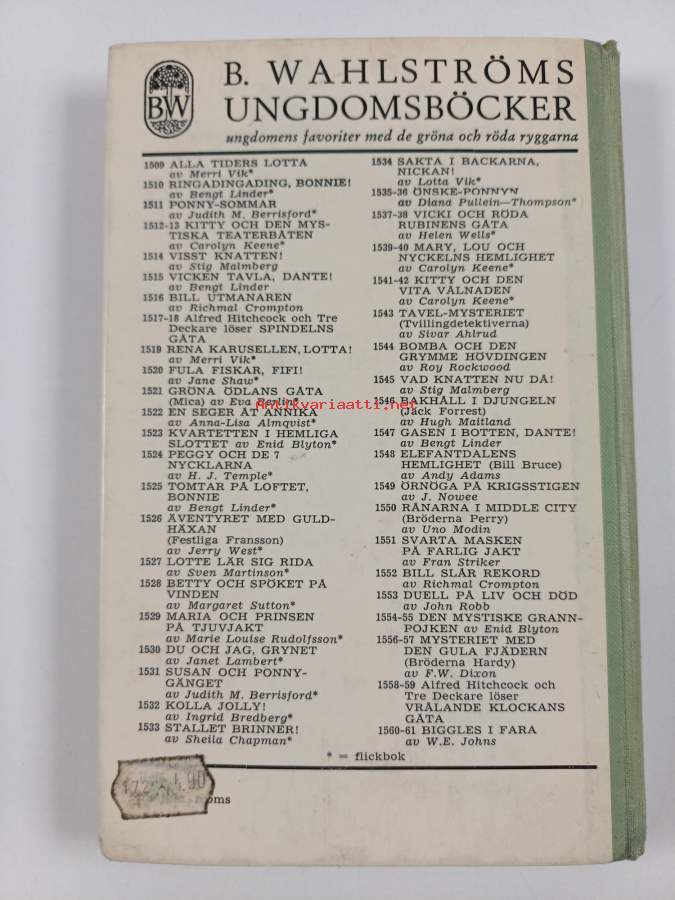 BW
B. WAHLSTRÖMS
UNGDOMSBÖCKER
ungdomens favoriter med de gröna och röda ryggarna
1509 ALLA TIDERS LOTTA
av Merri Vik*
1510 RINGADINGADING, BONNIE!
av Bengt Linder*
1511 PONNY-SOMMAR
av Judith M. Berrisford*
1512-13 KITTY OCH DEN MYS-
TISKA TEATERBÅTEN
av Carolyn Keene*
1514 VISST KNATTEN!
av Stig Malmberg
1515 VICKEN TAVLA, DANTE!
av Bengt Linder
1516 BILL UTMANAREN
av Richmal Crompton
1517-18 Alfred Hitchcock och Tre
Deckare löser SPINDELNS
GÅTA
1519 RENA KARUSELLEN, LOTTA!
av Merri Vik*
1520 FULA FISKAR, FIFI!
av Jane Shaw*
1521 GRÖNA ÖDLANS GÅTA
(Mica) av Eva Berlin*
1522 EN SEGER ÅT ANNIKA
av Anna-Lisa Almqvist*
1523 KVARTETTEN I HEMLIGA
SLOTTET av Enid Blyton*
1524 PEGGY OCH DE 7
NYCKLARNA
av H. J. Temple*
1525 TOMTAR PÅ LOFTET,
BONNIE
av Bengt Linder*
1526 ÄVENTYRET MED GULD-
HÄXAN
(Festliga Fransson)
av Jerry West*
1527 LOTTE LÄR SIG RIDA
av Sven Martinson*
1528 BETTY OCH SPÖKET PÅ
VINDEN
av Margaret Sutton*
1529 MARIA OCH PRINSEN
PÅ TJUVJAKT
av Marie Louise Rudolfsson*
1530 DU OCH JAG, GRYNET
av Janet Lambert*
1531 SUSAN OCH PONNY-
GÄNGET
av Judith M. Berrisford*
1532 KOLLA JOLLY!
av Ingrid Bredberg*
1533 STALLET BRINNER!
av Sheila Chapman*
1534 SAKTA I BACKARNA,
NICKAN!
av Lotta Vik*
1535-36 ÖNSKE-PONNYN
av Diana Pullein—Thompson*
1537-38 VICKI OCH RÖDA
RUBINENS GÅTA
av Helen Wells*
1539-40 MARY, LOU OCH
NYCKELNS HEMLIGHET
av Carolyn Keene*
1541-42 KITTY OCH DEN
VITA VÅLNADEN
av Carolyn Keene*
1543 TAVEL-MYSTERIET
(Tvillingdetektiverna)
av Sivar Ahlrud
1544 BOMBA OCH DEN
GRYMME HÖVDINGEN
av Roy Rockwood
1545 VAD KNATTEN NU DÅ!
av Stig Malmberg
1546 BAKHÅLL I DJUNGELN
(Jack Forrest)
av Hugh Maitland
1547 GASEN I BOTTEN, DANTE!
av Bengt Linder
1548 ELEFANTDALENS
HEMLIGHET (Bill Bruce)
av Andy Adams
1549 ÖRNÖGA PÅ KRIGSSTIGEN
av J. Nowee
1550 RÅNARNA I MIDDLE CITY
(Bröderna Perry)
av Uno Modin
1551 SVARTA MASKEN
PÅ FARLIG JAKT
av Fran Striker
1552 BILL SLÅR REKORD
av Richmal Crompton
1553 DUELL PÅ LIV OCH DÖD
av John Robb
1554-55 DEN MYSTISKE GRANN-
POJKEN av Enid Blyton
1556-57 MYSTERIET MED
DEN GULA FJÄDERN
(Bröderna Hardy)
av F.W. Dixon
1558-59 Alfred Hitchcock och
Tre Deckare löser
VRÅLANDE KLOCKANS
GÅTA
1560-61 BIGGLES I FARA
av W.E. Johns
* = flickbok
Antikvariaatti.net